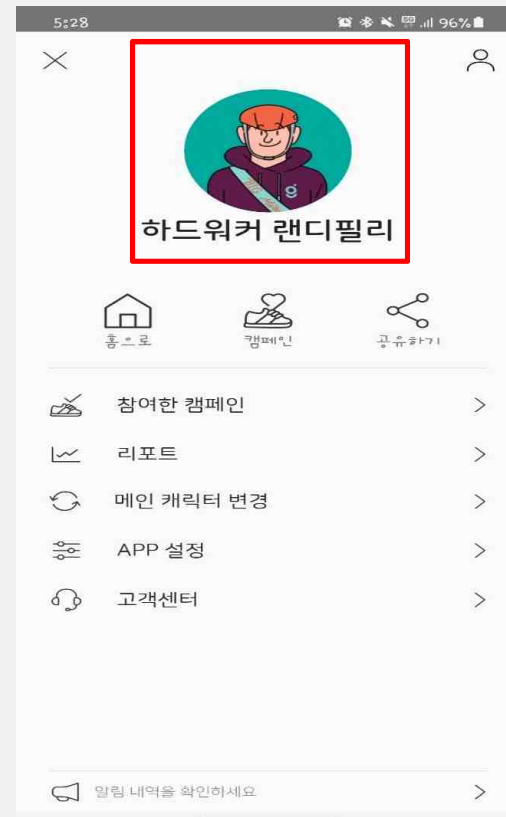 5:28 96%
하드워커 랜디필리
홈으로 캠페인 공유하기
참여한 캠페인
리포트
메인 캐릭터 변경
APP 설정
고객센터
알림 내역을 확인하세요